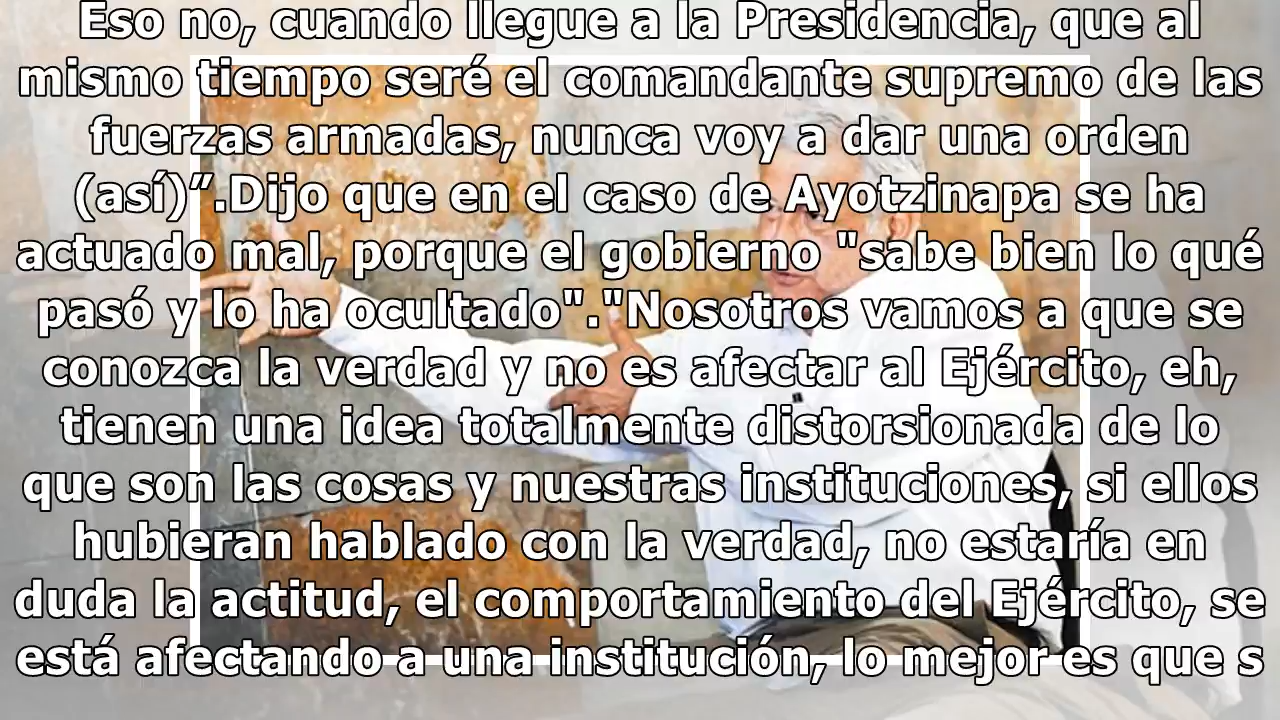 Eso no, cuando llegue a la Presidencia, que al
mismo tiempo seré el comandante supremo de las
fuerzas armadas, nunca voy a dar una orden
(así)”.Dijo que en el caso de Ayotzinapa se ha
actuado mal, porque el gobierno "sabe bien lo qué
pasó y lo ha ocultado"."Nosotros vamos a que se
conozca la verdad y no es afectar al Ejército, eh,
tienen una idea totalmente distorsionada de lo
que son las cosas y nuestras instituciones, si ellos
hubieran hablado con la verdad, no estaría en
duda la actitud, el comportamiento del Ejército, se
está afectando a una institución, lo mejor es que s